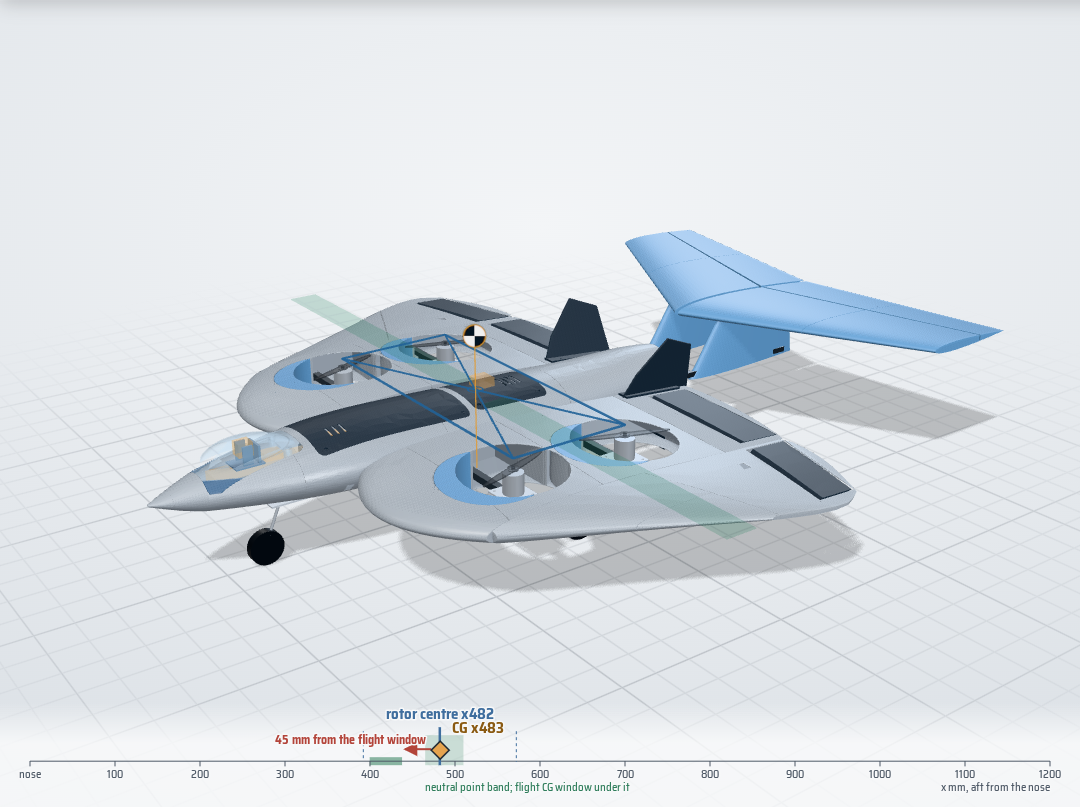 rotor centre x482
CG x483
45 mm from the flight window
nose 100 200 300 400 500 600 700 800 900 1000 1100 1200
neutral point band; flight CG window under it
x mm, aft from the nose